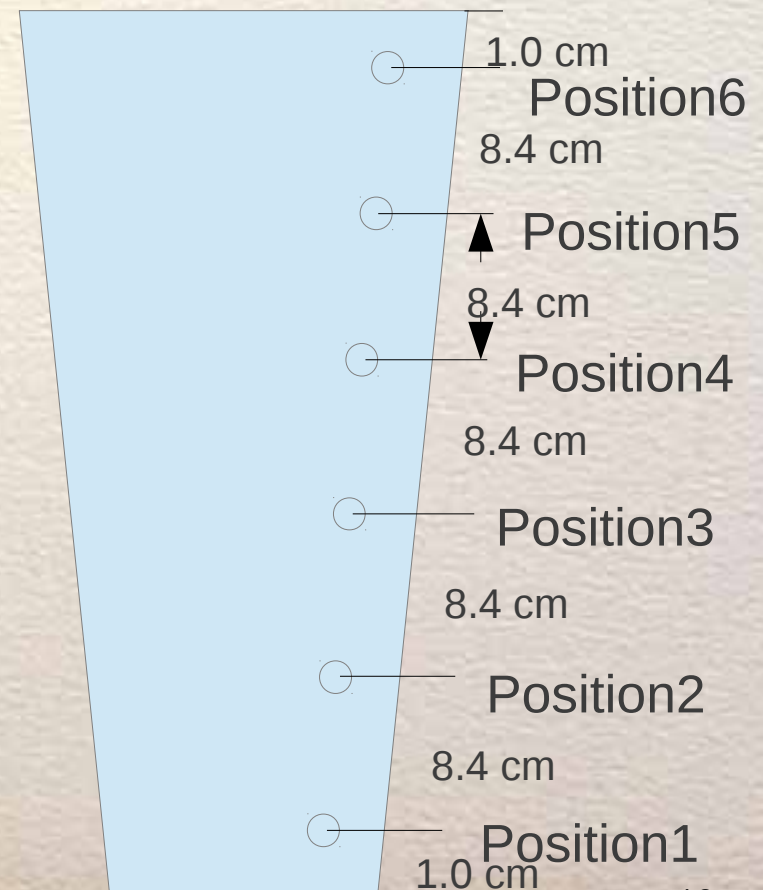 1.0 cm
Position6
8.4 cm
Position5
8.4 cm
Position4
8.4 cm
Position3
8.4 cm
Position2
8.4 cm
Position1
1.0 cm